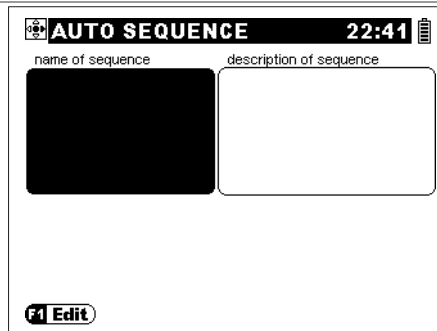 AUTO SEQUENCE 22:41
name of sequence description of sequence
F1 Edit